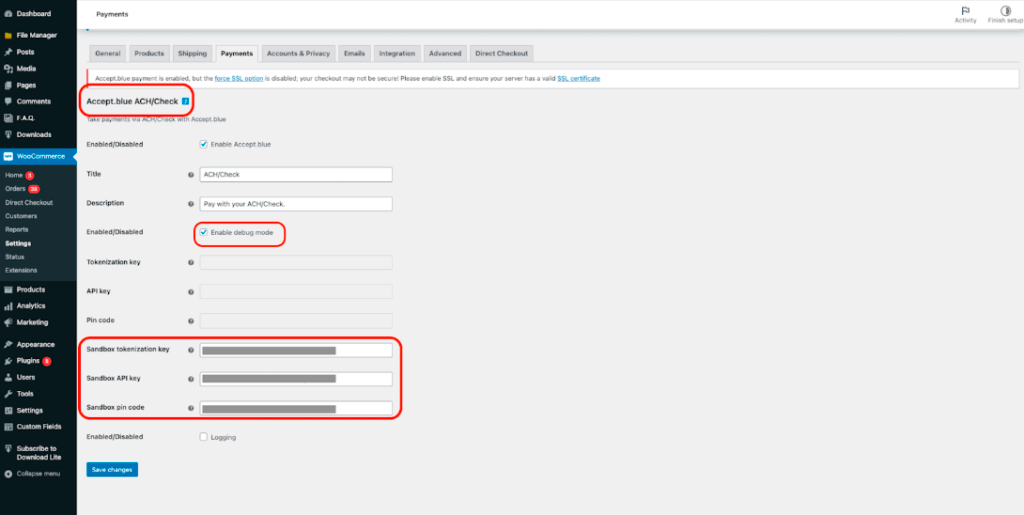 Dashboard
File Manager
Posts
Media
Pages
Comments
F.A.Q.
Downloads
WooCommerce
Home
Orders
Direct Checkout
Customers
Reports
Settings
Status
Extensions
Products
Analytics
Marketing
Appearance
Plugins
Users
Tools
Settings
Custom Fields
Subscribe to
Download Lite
Collapse menu
Payments
Activity
Finish setup
General
Products
Shipping
Payments
Accounts & Privacy
Emails
Integration
Advanced
Direct Checkout
Accept.blue payment is enabled, but the force SSL option is disabled; your checkout may not be secure! Please enable SSL and ensure your server has a valid SSL certificate
Accept.blue ACH/Check
Take payments via ACH/Check with Accept.blue
Enabled/Disabled
Enable Accept.blue
Title
ACH/Check
Description
Pay with your ACH/Check.
Enabled/Disabled
Enable debug mode
Tokenization key
API key
Pin code
Sandbox tokenization key
Sandbox API key
Sandbox pin code
Enabled/Disabled
Logging
Save changes